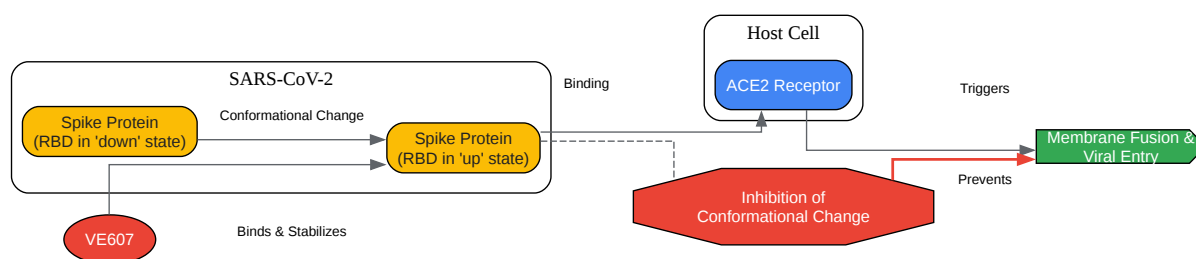 Host Cell
SARS-CoV-2
ACE2 Receptor
Binding
Triggers
Spike Protein
(RBD in 'down' state)
Conformational Change
Spike Protein
(RBD in 'up' state)
Membrane Fusion &
Viral Entry
Prevents
Inhibition of
Conformational Change
VE607
Binds & Stabilizes